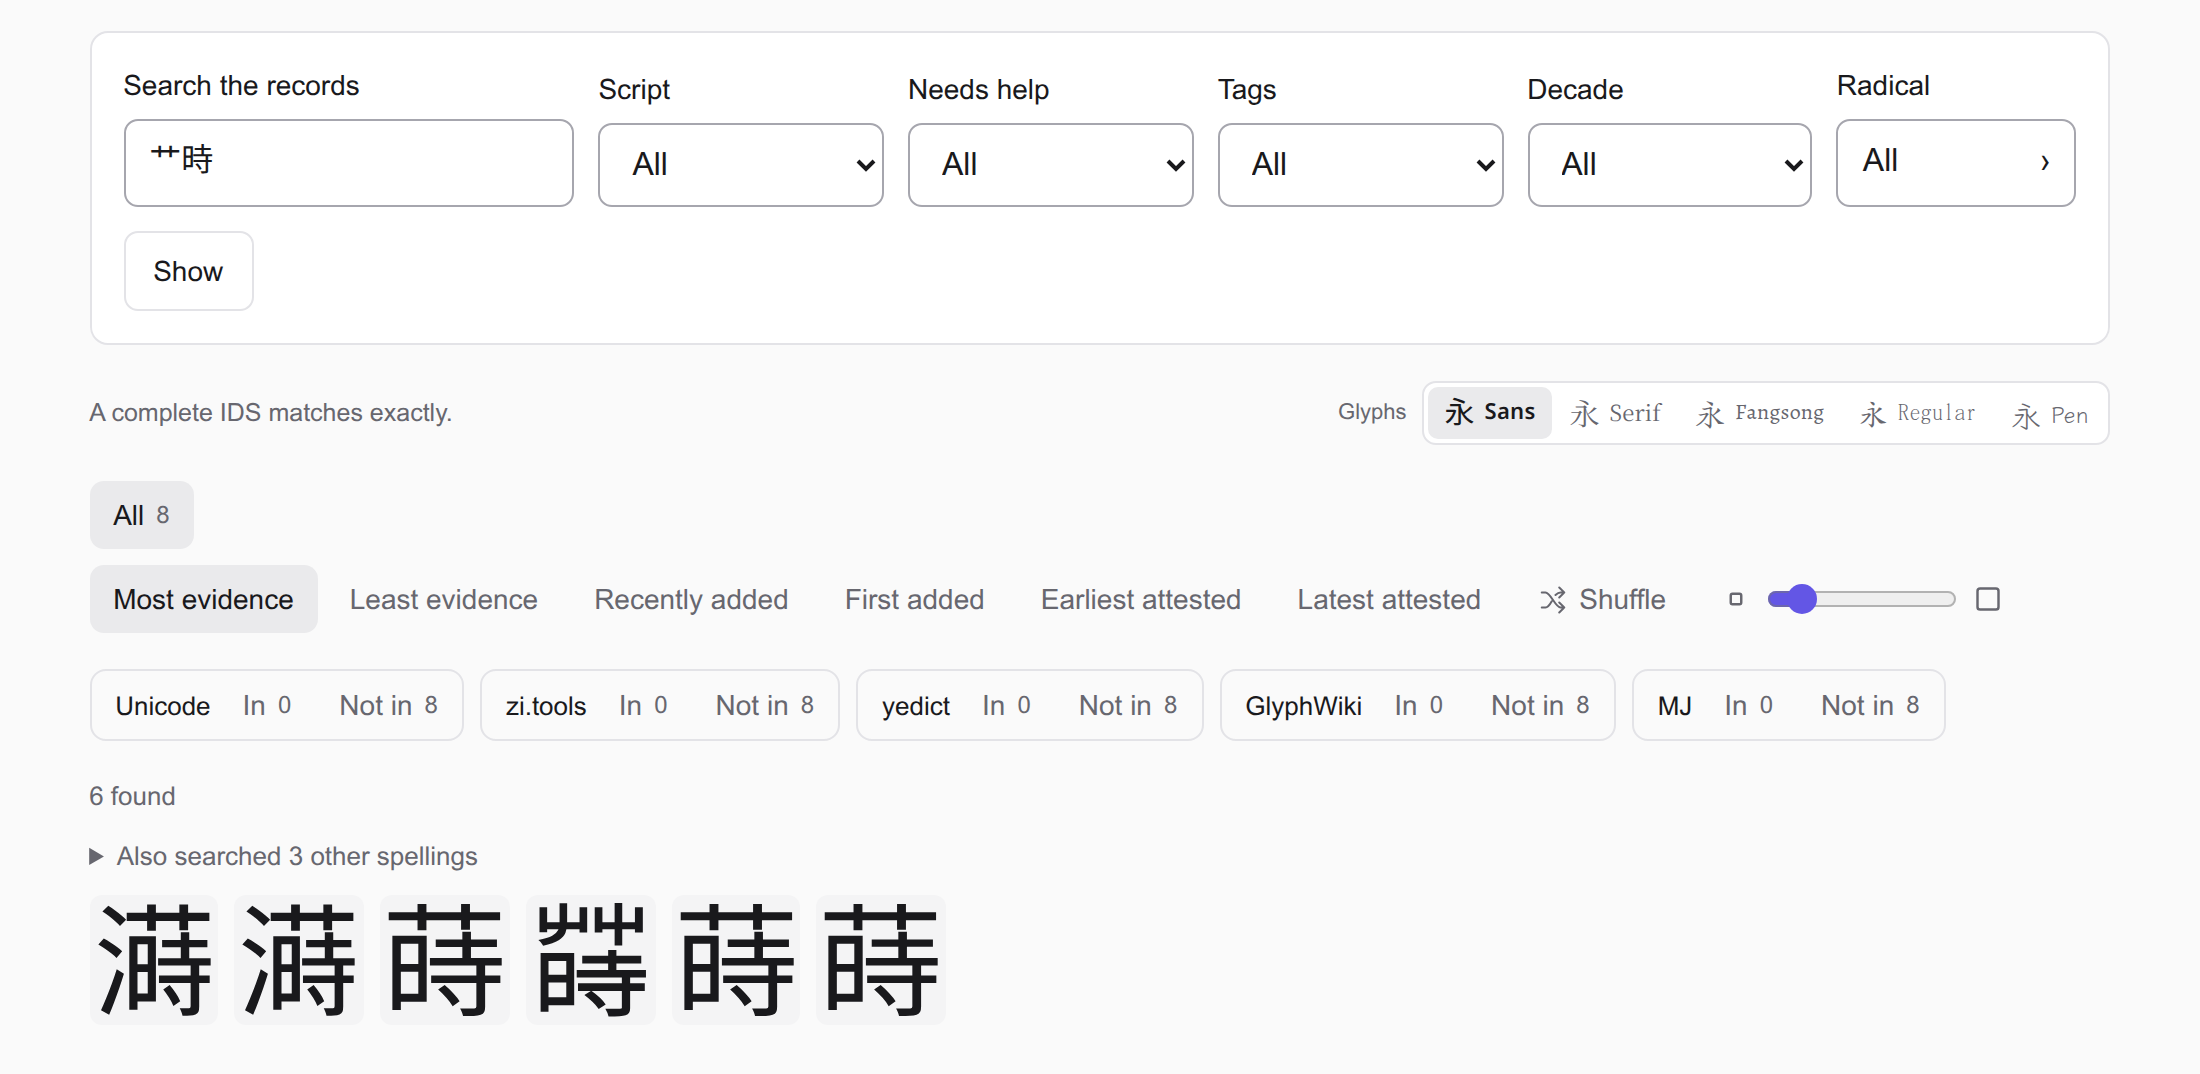 Search the records
Script
Needs help
Tags
Decade
Radical
艹時
All
All
All
All
All ›
Show
A complete IDS matches exactly.
Glyphs 永 Sans 永 Serif 永 Fangsong 永 Regular 永 Pen
All 8
Most evidence Least evidence Recently added First added Earliest attested Latest attested Shuffle
Unicode In 0 Not in 8 zi.tools In 0 Not in 8 yedict In 0 Not in 8 GlyphWiki In 0 Not in 8 MJ In 0 Not in 8
6 found
Also searched 3 other spellings
蒔 蒔 蒔